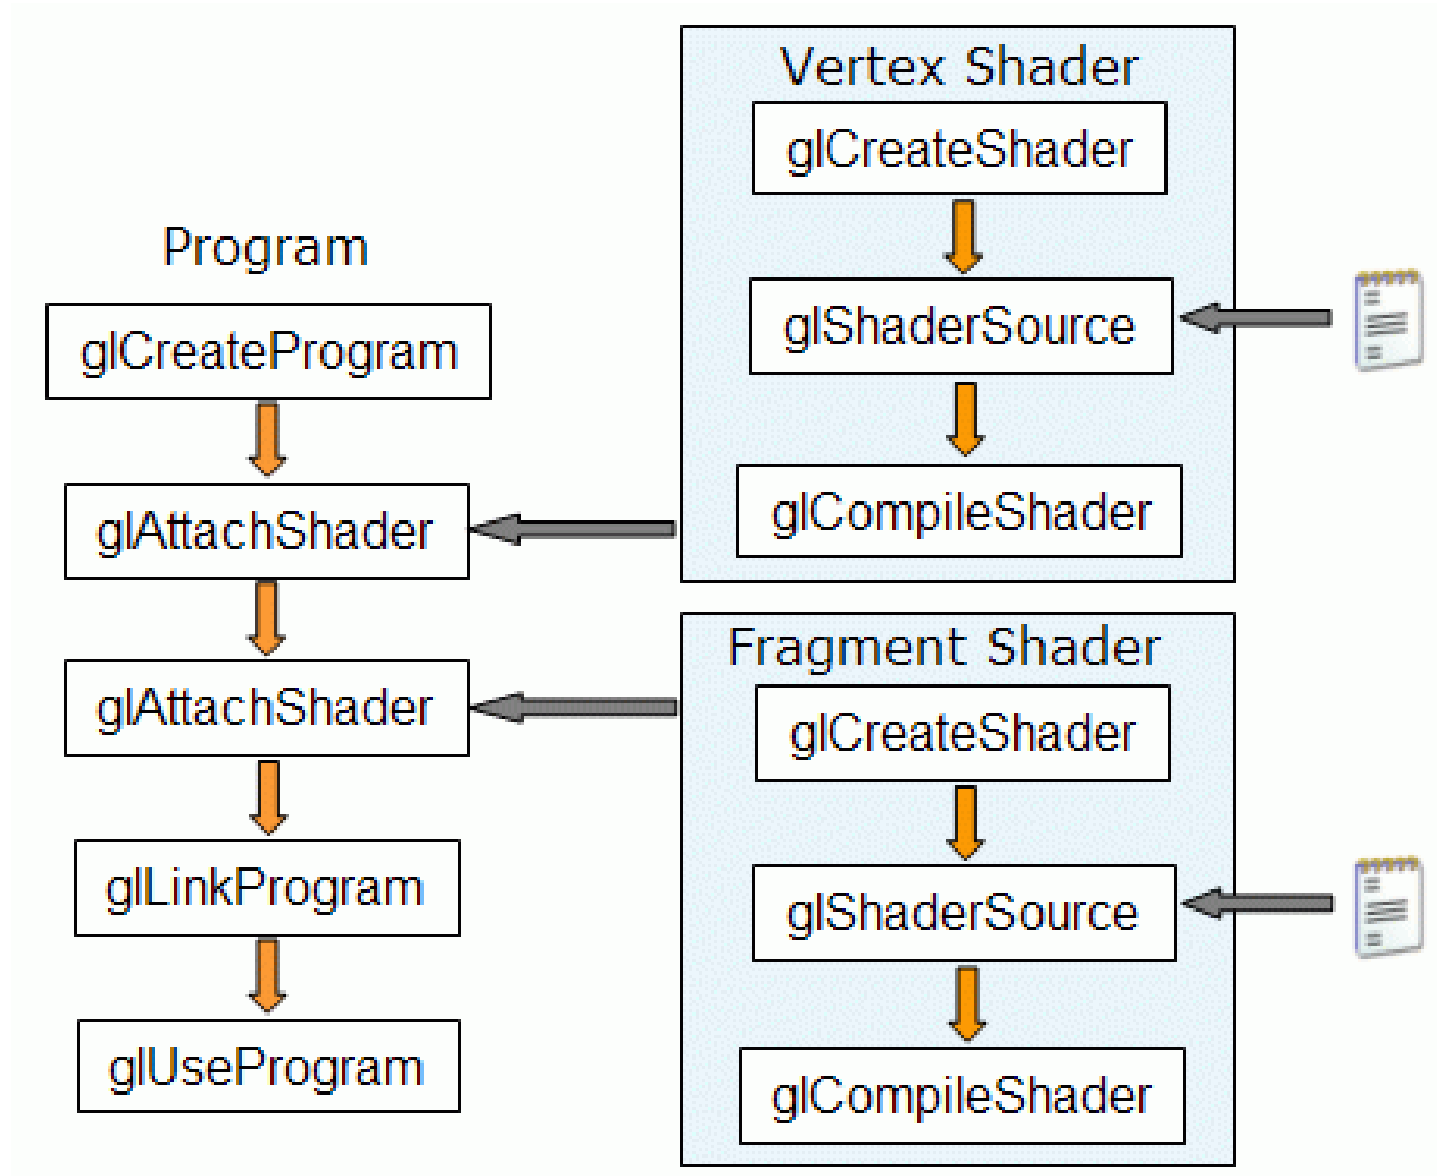 Program
glCreateProgram
glAttachShader
glAttachShader
glLinkProgram
glUseProgram
Vertex Shader
glCreateShader
glShaderSource
glCompileShader
Fragment Shader
glCreateShader
glShaderSource
glCompileShader